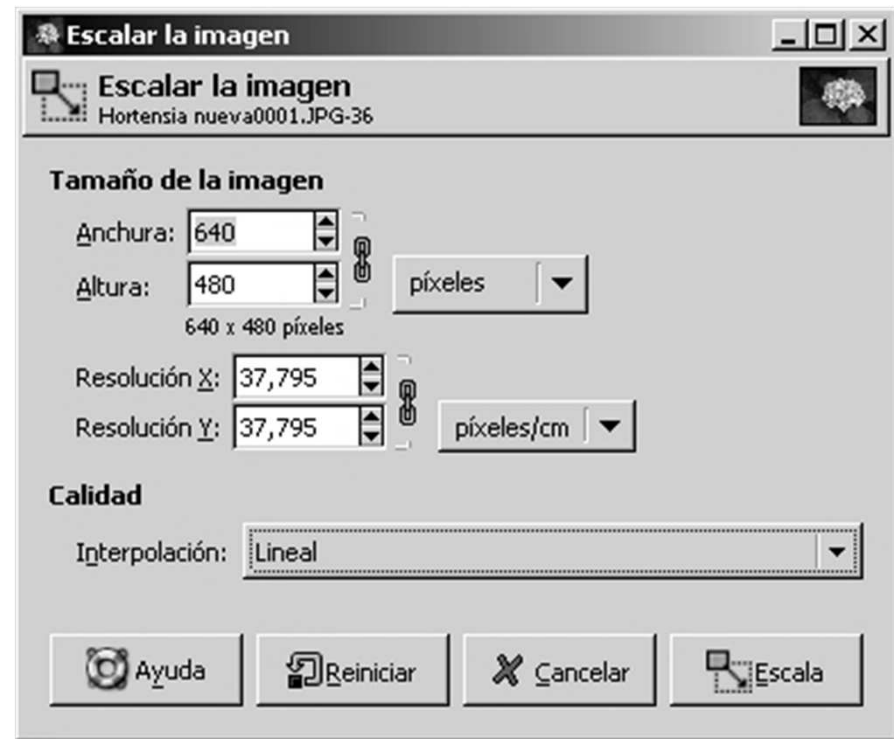 Escalar la imagen
Escalar la imagen
Hortensia nueva0001.JPG-36
Tamaño de la imagen
Anchura: 640
Altura: 480 píxeles
640 x 480 píxeles
Resolución X: 37,795
Resolución Y: 37,795 píxeles/cm
Calidad
Interpolación: Lineal
Ayuda Reiniciar Cancelar Escala